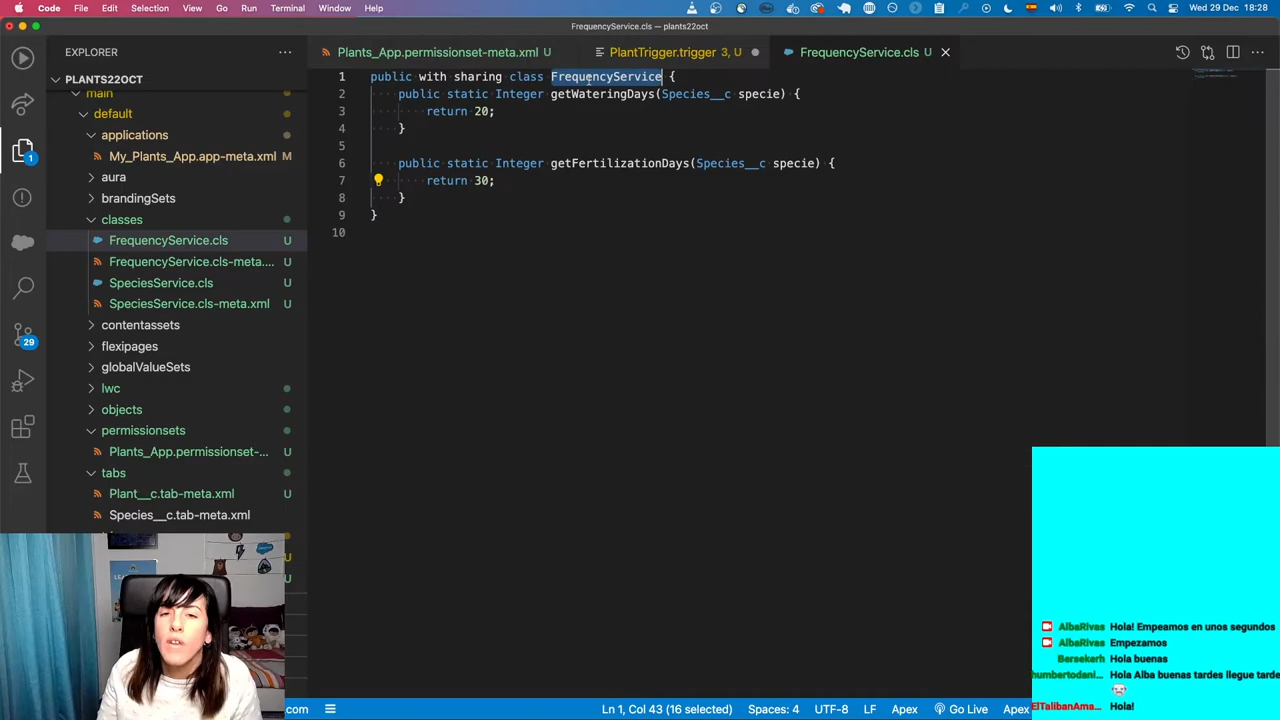 Code File Edit Selection View Go Run Terminal Window Help
Wed 29 Dec 18:28
FrequencyService.cls — plants22oct
EXPLORER
Plants_App.permissionset-meta.xml U
PlantTrigger.trigger 3, U
FrequencyService.cls U
PLANTS22OCT
main
default
applications
My_Plants_App.app-meta.xml M
aura
brandingSets
classes
FrequencyService.cls U
FrequencyService.cls-meta.... U
SpeciesService.cls U
SpeciesService.cls-meta.xml U
contentassets
flexipages
globalValueSets
lwc
objects
permissionsets
Plants_App.permissionset-... U
tabs
Plant__c.tab-meta.xml U
Species__c.tab-meta.xml
U
U
1
29
1 public with sharing class FrequencyService {
2 public static Integer getWateringDays(Species__c specie) {
3 return 20;
4 }
5
6 public static Integer getFertilizationDays(Species__c specie) {
7 return 30;
8 }
9 }
10
AlbaRivas Hola! Empeamos en unos segundos
AlbaRivas Empezamos
Bersekerh Hola buenas
humbertodani... Hola Alba buenas tardes llegue tarde
ElTalibanAma... Hola!
.com
Ln 1, Col 43 (16 selected) Spaces: 4 UTF-8 LF Apex Go Live Apex